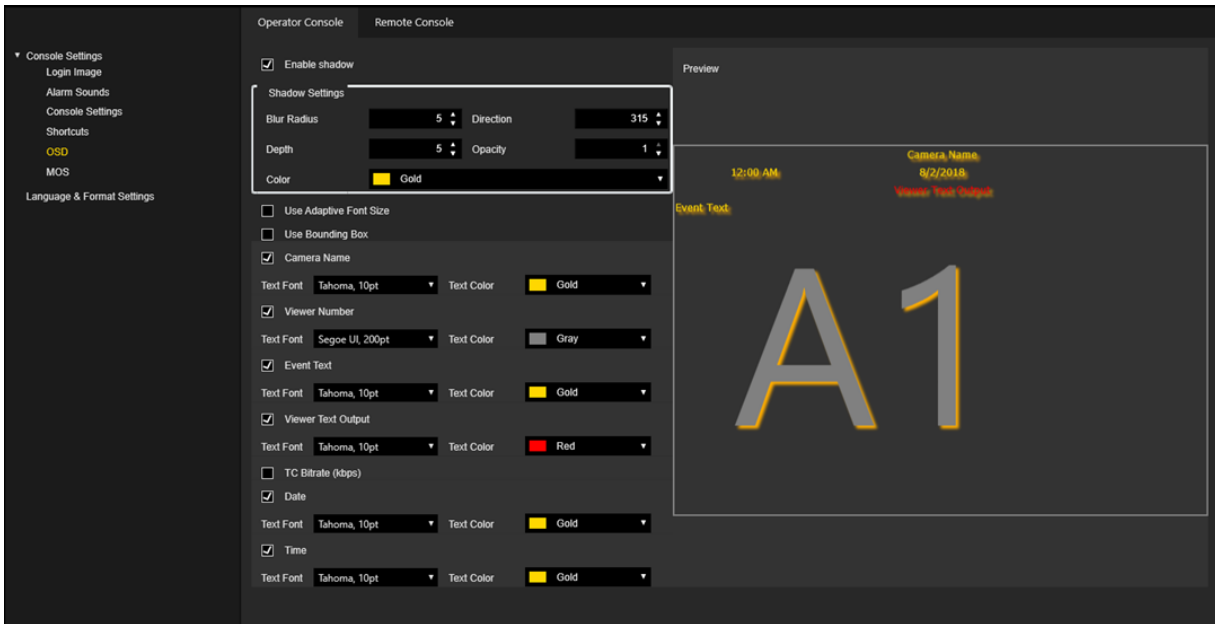 Operator Console Remote Console
Console Settings
Login Image
Alarm Sounds
Console Settings
Shortcuts
OSD
MOS
Language & Format Settings
Enable shadow
Shadow Settings
Blur Radius 5 Direction 315
Depth 5 Opacity 1
Color Gold
Use Adaptive Font Size
Use Bounding Box
Camera Name
Text Font Tahoma, 10pt Text Color Gold
Viewer Number
Text Font Segoe UI, 200pt Text Color Gray
Event Text
Text Font Tahoma, 10pt Text Color Gold
Viewer Text Output
Text Font Tahoma, 10pt Text Color Red
TC Bitrate (kbps)
Date
Text Font Tahoma, 10pt Text Color Gold
Time
Text Font Tahoma, 10pt Text Color Gold
Preview
Camera Name
12:00 AM 8/2/2018
Viewer Text Output
Event Text
A1